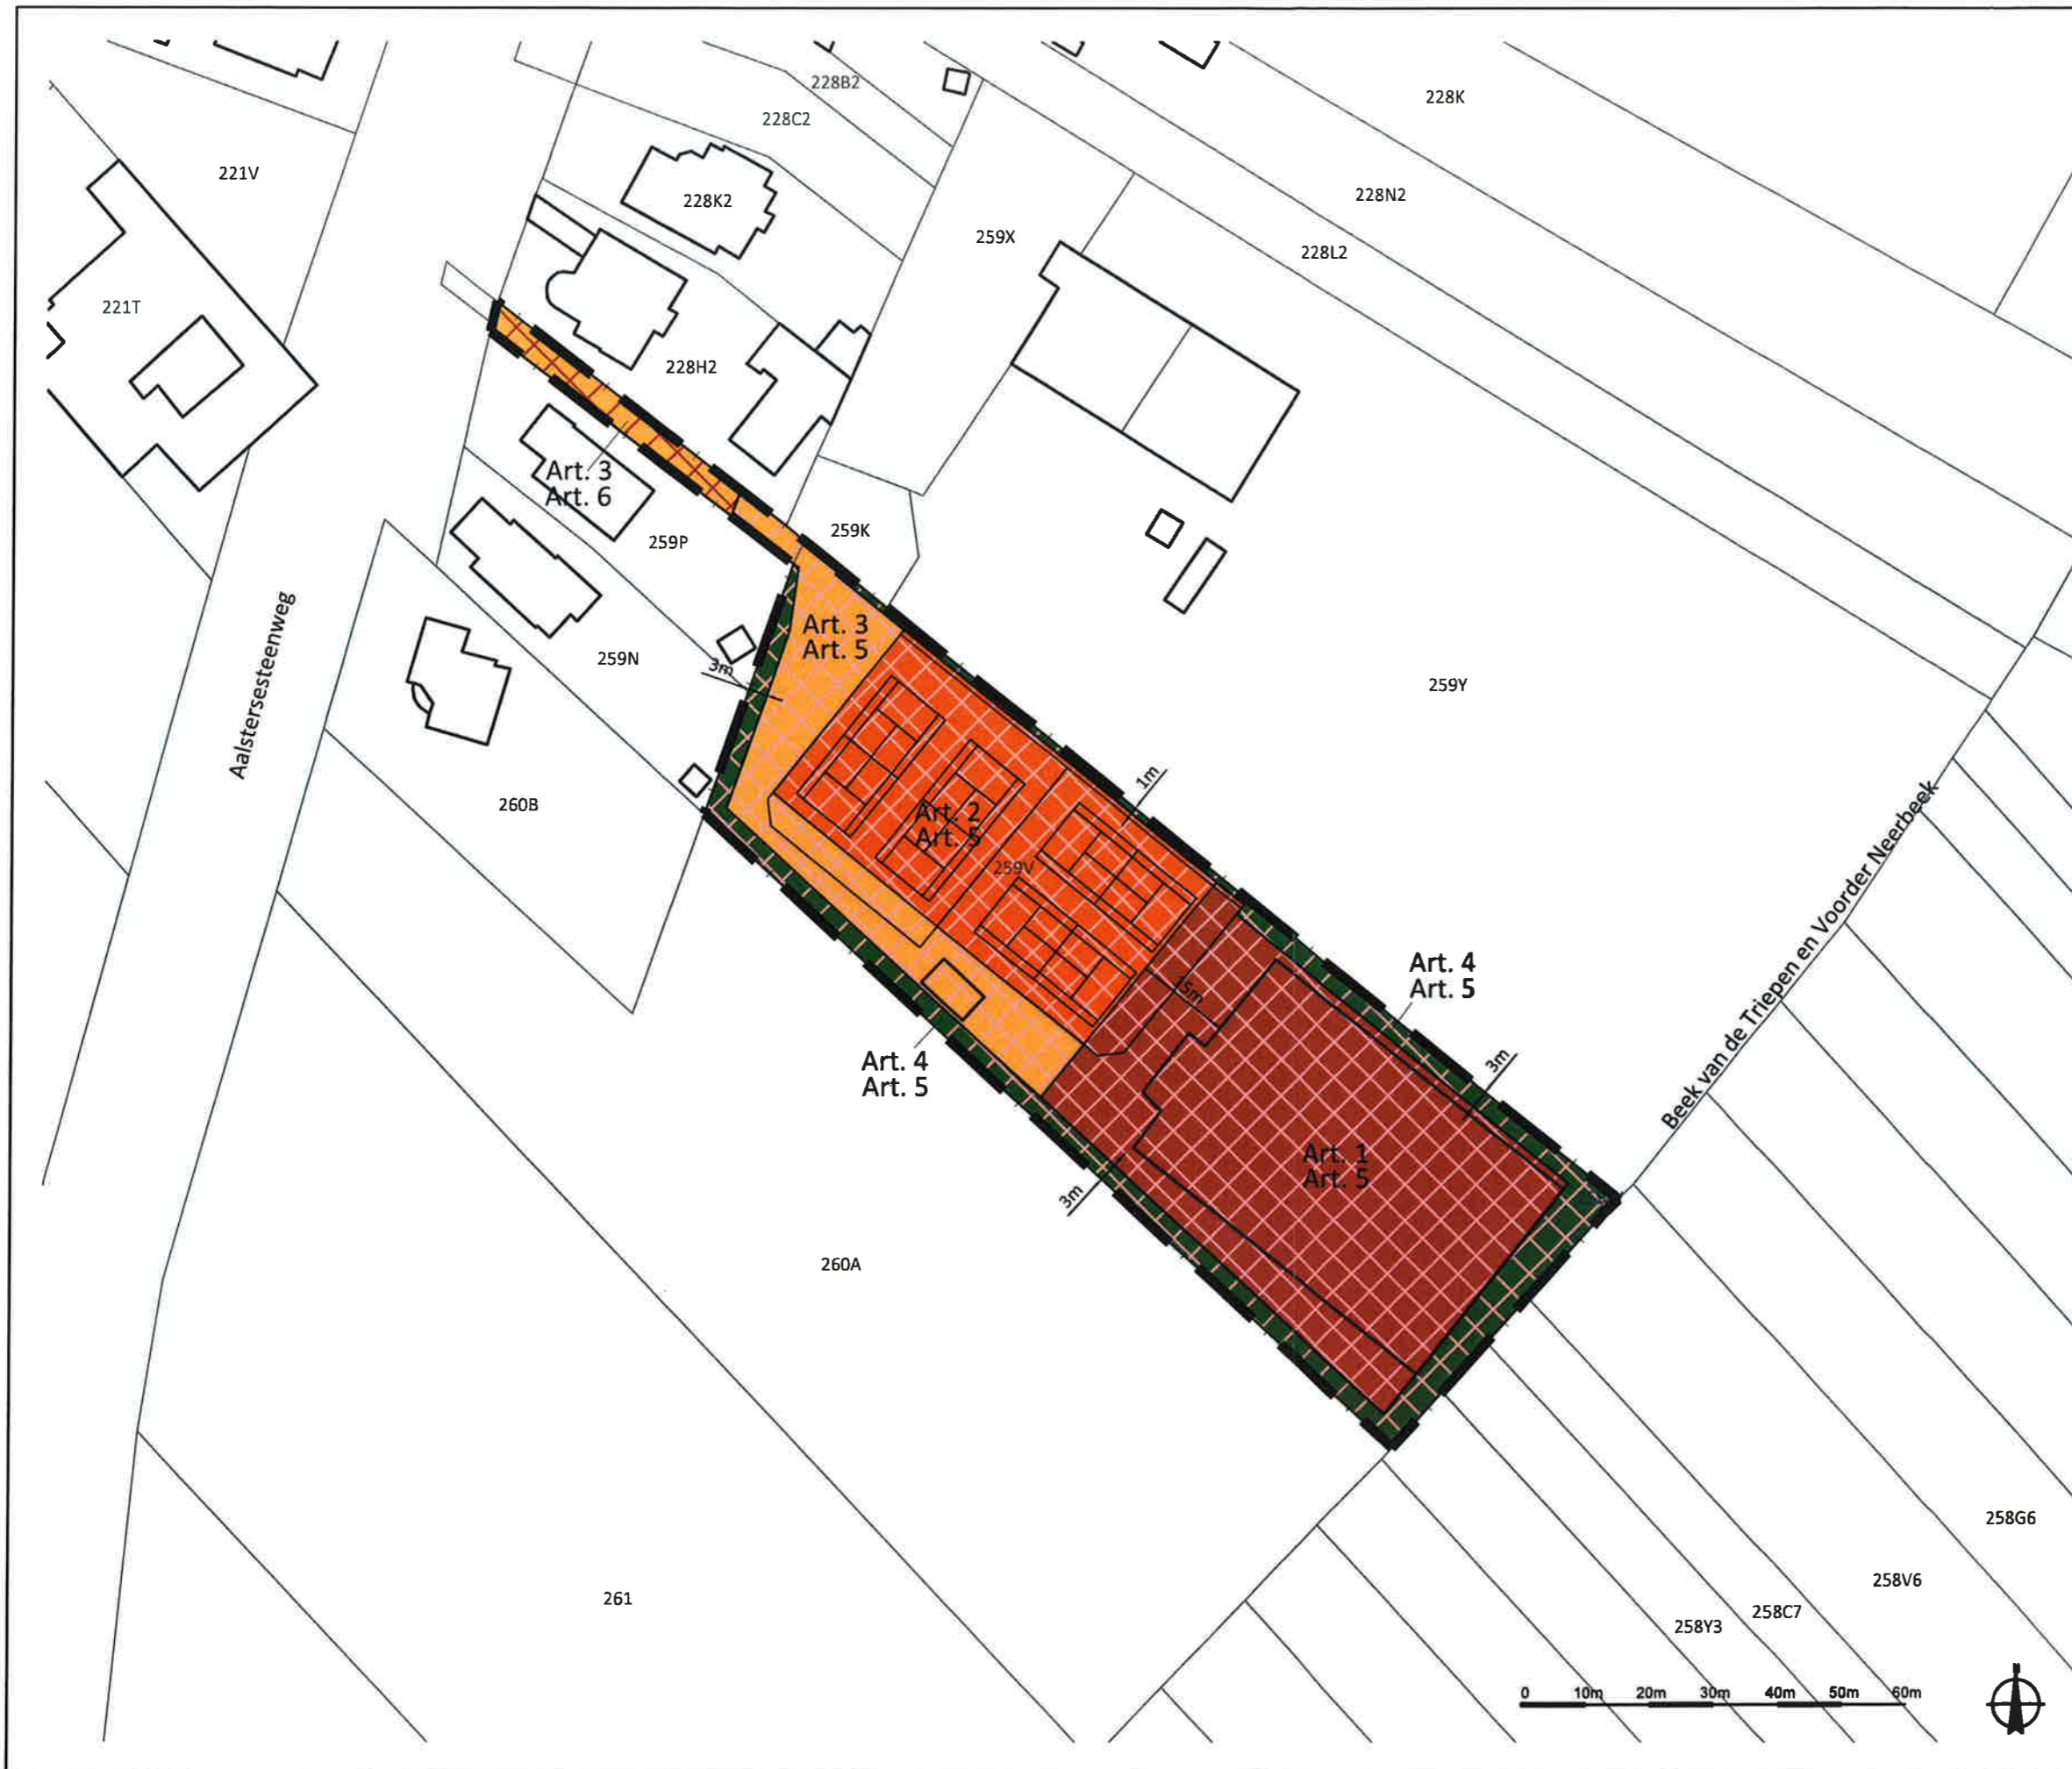 228B2
228K
228C2
221V
228N2
228K2
259X
228L2
221T
228H2
Art. 3
Art. 6
259K
259P
Art. 3
Art. 5
259N
3m
259Y
Aalstersesteenweg
1m
260B
Art. 2
Art. 5
259V
Beek van de Triepen en Voorder Neerbeek
Art. 4
Art. 5
5m
Art. 4
Art. 5
3m
Art. 1
Art. 5
3m
260A
258G6
258V6
261
258C7
258Y3
0 10m 20m 30m 40m 50m 60m